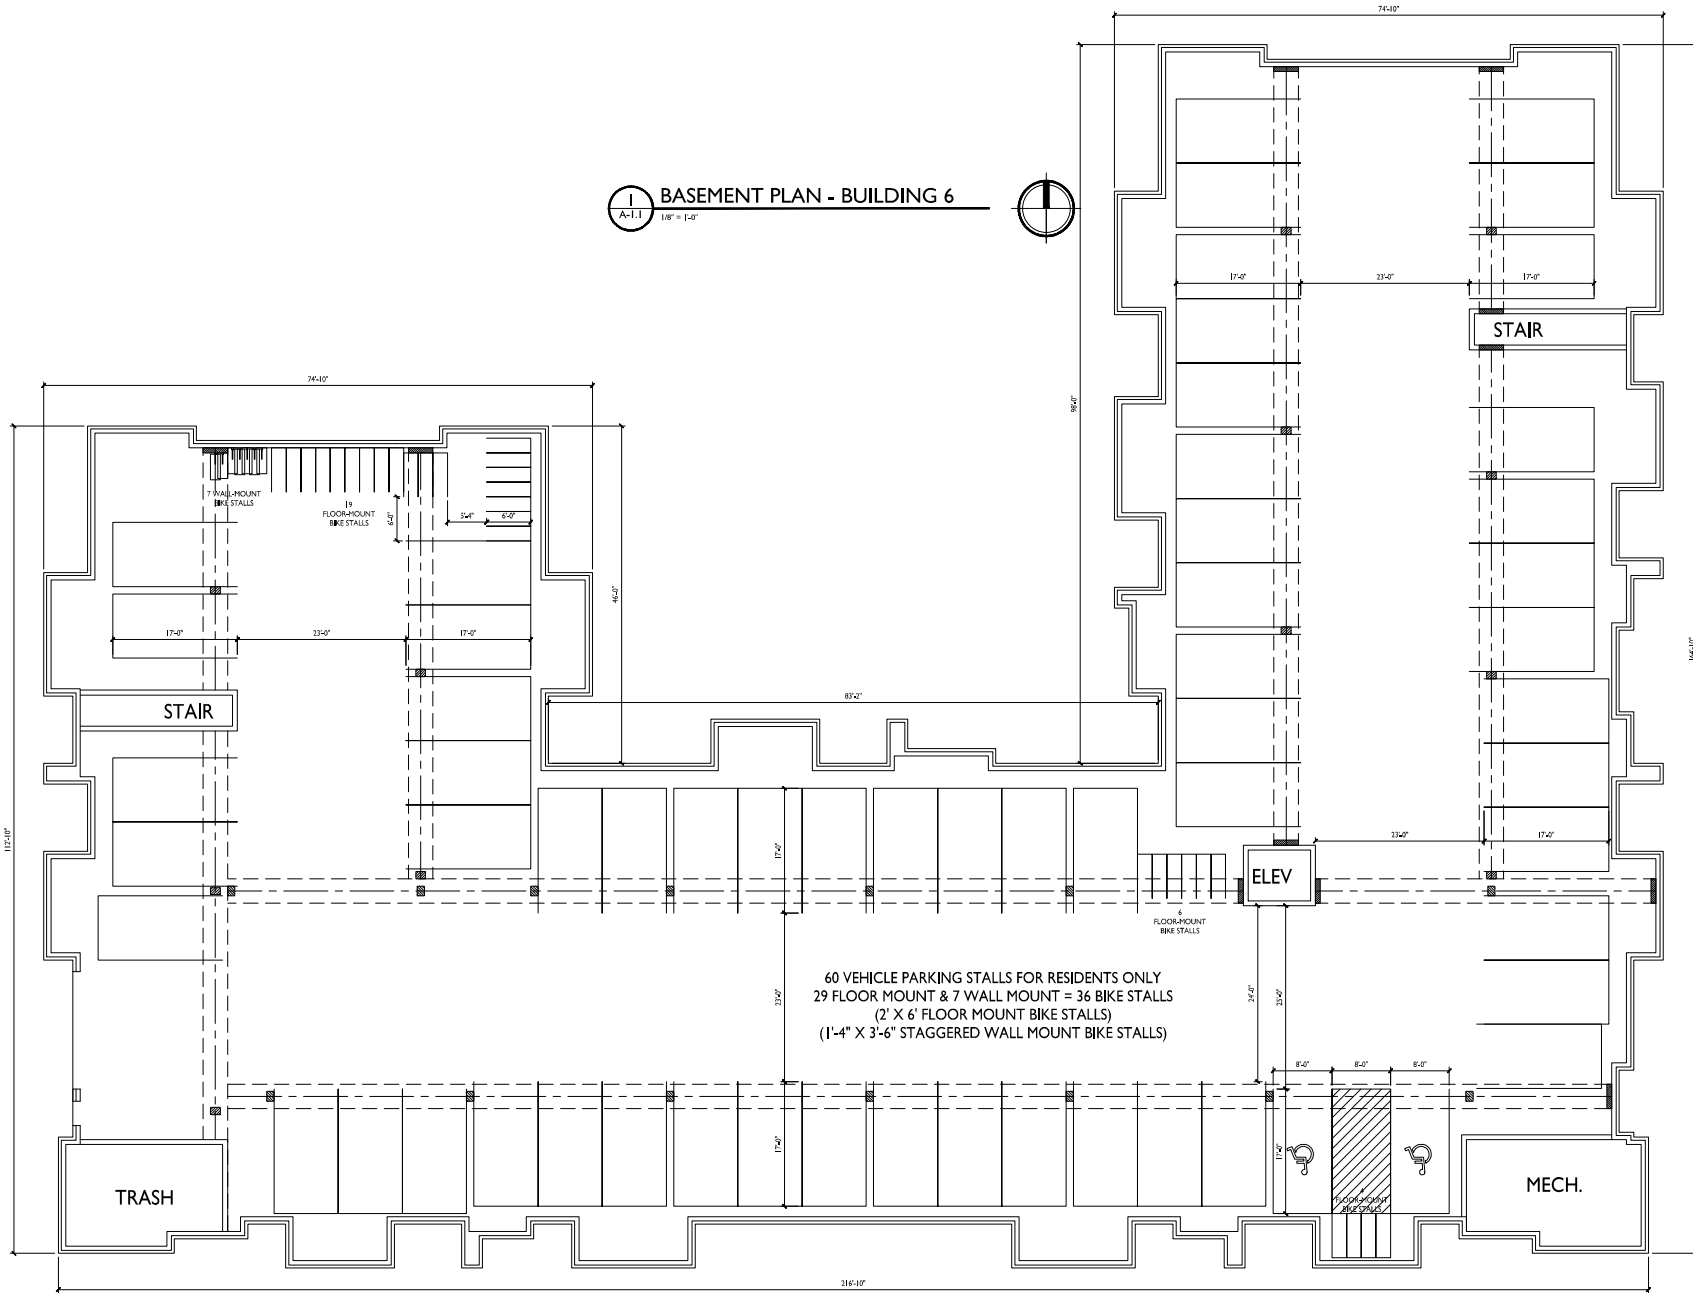 74'-10"
74'-10"
1
A-1.1
BASEMENT PLAN - BUILDING 6
1/8" = 1'-0"
17'-0"
23'-0"
17'-0"
STAIR
98'-0"
164'-10"
7 WALL-MOUNT
BIKE STALLS
19
FLOOR-MOUNT
BIKE STALLS
6'-0"
5'-4"
6'-0"
46'-0"
17'-0"
23'-0"
17'-0"
STAIR
83'-2"
112'-10"
17'-0"
23'-0"
17'-0"
ELEV
6
FLOOR-MOUNT
BIKE STALLS
60 VEHICLE PARKING STALLS FOR RESIDENTS ONLY
29 FLOOR MOUNT & 7 WALL MOUNT = 36 BIKE STALLS
(2' X 6' FLOOR MOUNT BIKE STALLS)
(1'-4" X 3'-6" STAGGERED WALL MOUNT BIKE STALLS)
23'-0"
24'-0"
25'-0"
8'-0"
8'-0"
8'-0"
17'-0"
17'-0"
TRASH
FLOOR-MOUNT
BIKE STALLS
MECH.
216'-10"